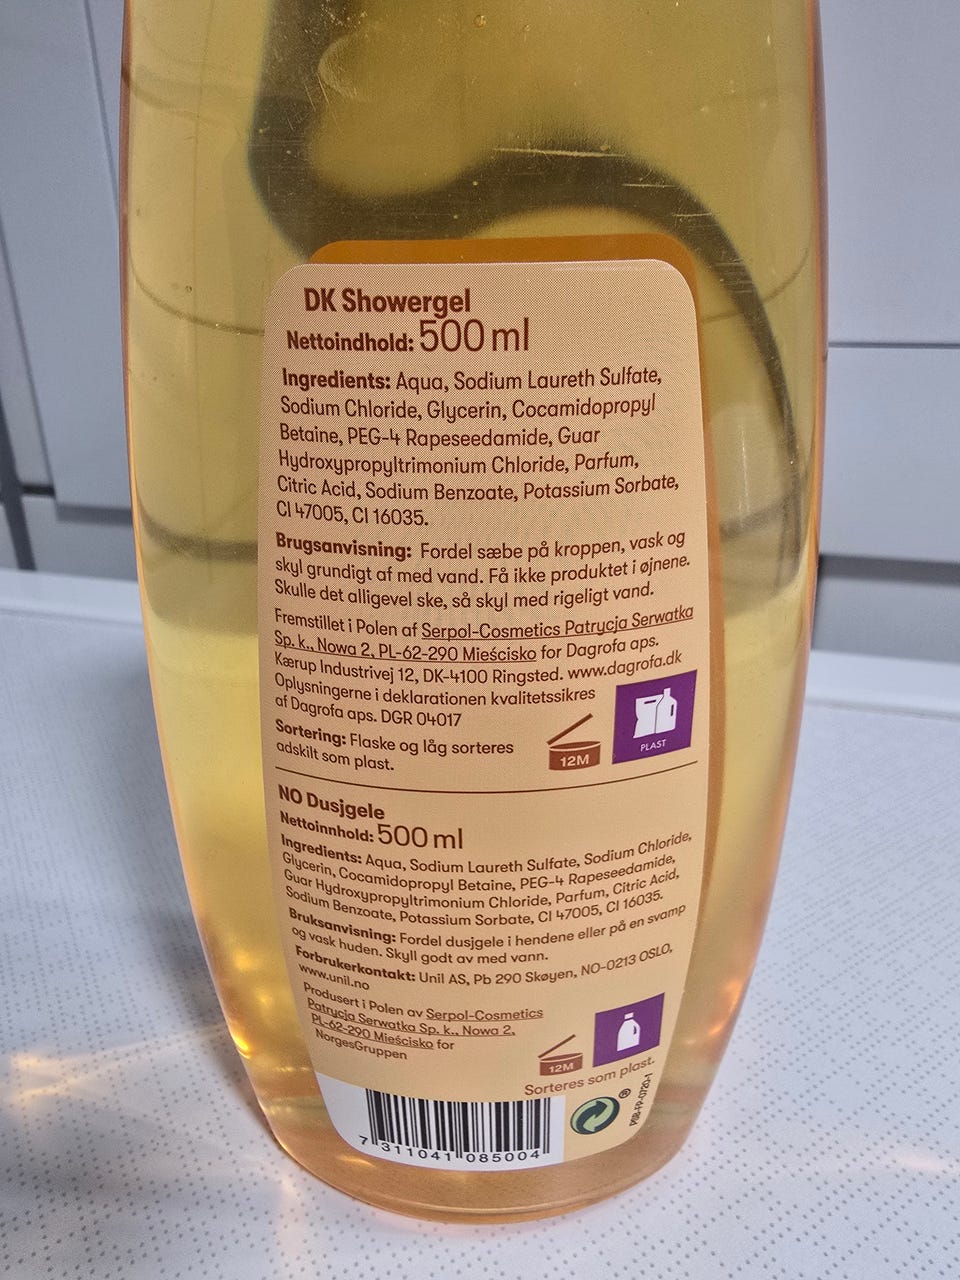 DK Showergel
Nettoindhold: 500 ml
Ingredients: Aqua, Sodium Laureth Sulfate,
Sodium Chloride, Glycerin, Cocamidopropyl
Betaine, PEG-4 Rapeseedamide, Guar
Hydroxypropyltrimonium Chloride, Parfum,
Citric Acid, Sodium Benzoate, Potassium Sorbate,
CI 47005, CI 16035.
Brugsanvisning: Fordel sæbe på kroppen, vask og
skyl grundigt af med vand. Få ikke produktet i øjnene.
Skulle det alligevel ske, så skyl med rigeligt vand.
Fremstillet i Polen af Serpol-Cosmetics Patrycja Serwatka
Sp. k., Nowa 2, PL-62-290 Mieścisko for Dagrofa aps.
Kærup Industrivej 12, DK-4100 Ringsted. www.dagrofa.dk
Oplysningerne i deklarationen kvalitetssikres
af Dagrofa aps. DGR 04017
Sortering: Flaske og låg sorteres
adskilt som plast.
12M
PLAST
NO Dusjgele
Nettoinnhold: 500 ml
Ingredients: Aqua, Sodium Laureth Sulfate, Sodium Chloride,
Glycerin, Cocamidopropyl Betaine, PEG-4 Rapeseedamide,
Guar Hydroxypropyltrimonium Chloride, Parfum, Citric Acid,
Sodium Benzoate, Potassium Sorbate, CI 47005, CI 16035.
Bruksanvisning: Fordel dusjgele i hendene eller på en svamp
og vask huden. Skyll godt av med vann.
Forbrukerkontakt: Unil AS, Pb 290 Skøyen, NO-0213 OSLO,
www.unil.no
Produsert i Polen av Serpol-Cosmetics
Patrycja Serwatka Sp. k., Nowa 2,
PL-62-290 Mieścisko for
NorgesGruppen
12M
Sorteres som plast.
7 311041 085004
®